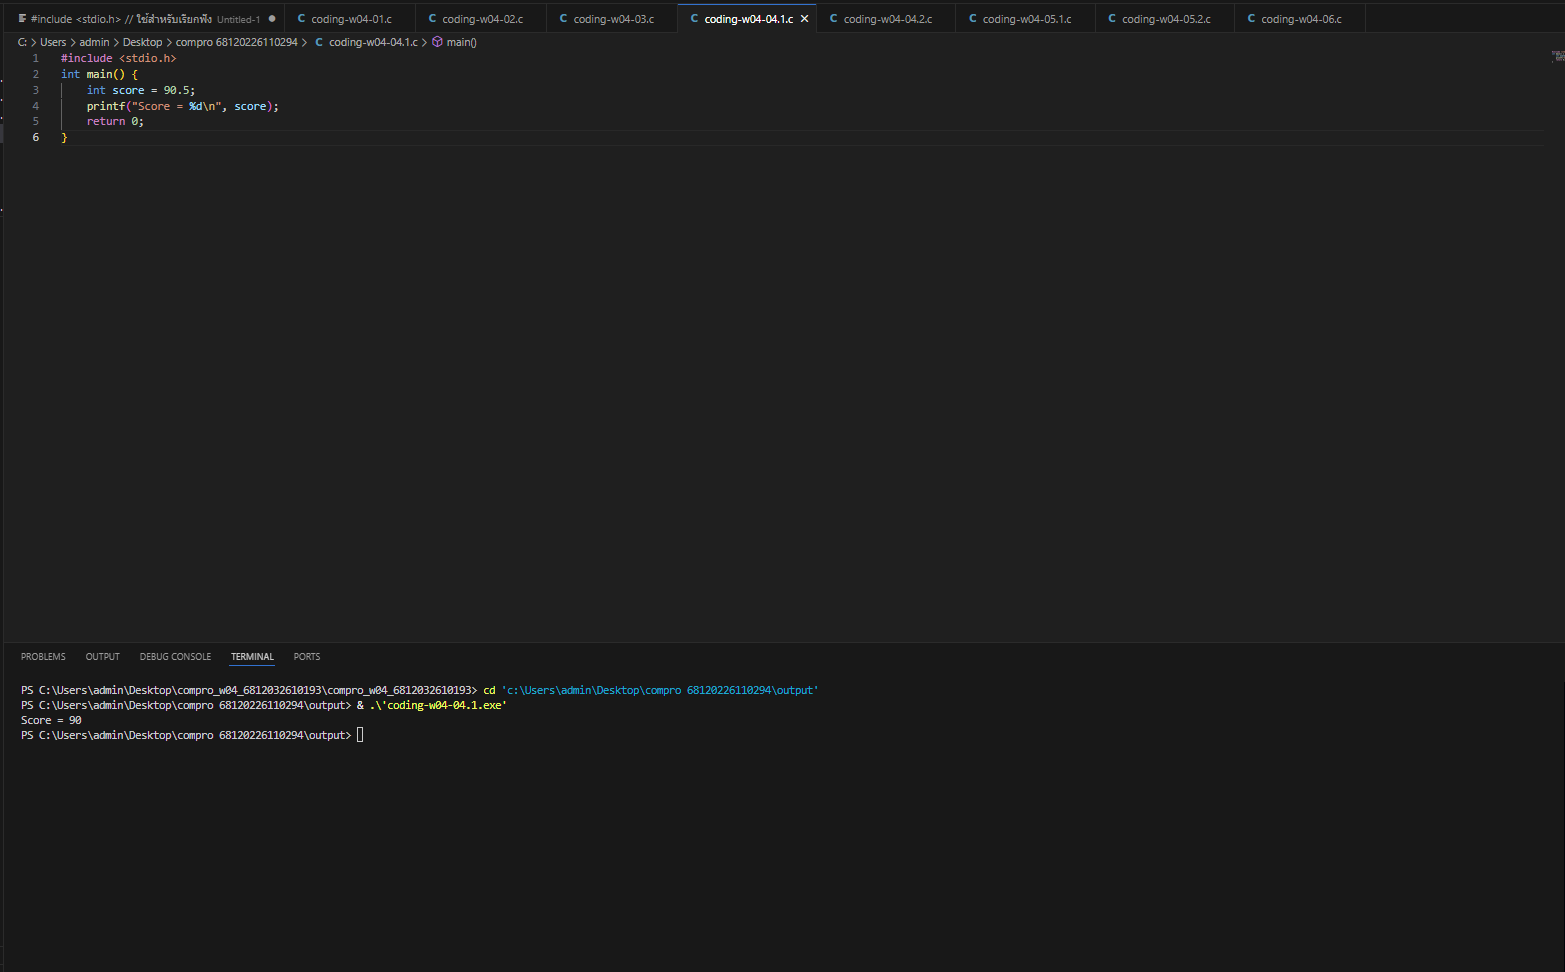 #include <stdio.h> // ใช้สำหรับเรียกฟัง Untitled-1 ● C coding-w04-01.c C coding-w04-02.c C coding-w04-03.c C coding-w04-04.1.c × C coding-w04-04.2.c C coding-w04-05.1.c C coding-w04-05.2.c C coding-w04-06.c
C: > Users > admin > Desktop > compro 68120226110294 > C coding-w04-04.1.c > main()
1 #include <stdio.h>
2 int main() {
3 int score = 90.5;
4 printf("Score = %d\n", score);
5 return 0;
6 }
PROBLEMS OUTPUT DEBUG CONSOLE TERMINAL PORTS
PS C:\Users\admin\Desktop\compro_w04_6812032610193\compro_w04_6812032610193> cd 'c:\Users\admin\Desktop\compro 68120226110294\output'
PS C:\Users\admin\Desktop\compro 68120226110294\output> & .\'coding-w04-04.1.exe'
Score = 90
PS C:\Users\admin\Desktop\compro 68120226110294\output>